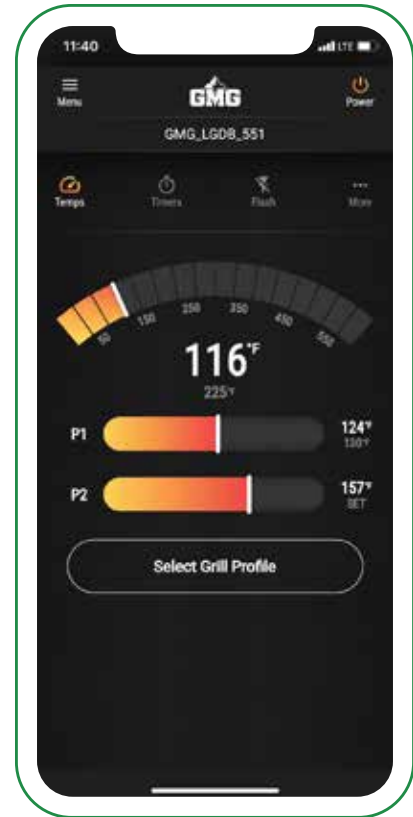 11:40 LTE
Menu GMG Power
GMG_LGDB_551
Temps Timers Flash More
50 150 250 350 450 550
116°F
225°F
P1 124°F
130°F
P2 157°F
SET
Select Grill Profile